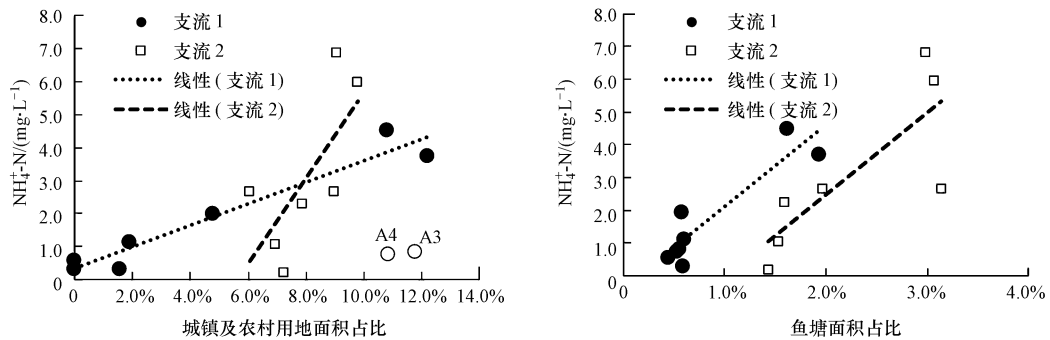 8.0
7.0
6.0
5.0
4.0
3.0
2.0
1.0
0
NH₄⁺-N/(mg·L⁻¹)
支流1
支流2
线性(支流1)
线性(支流2)
A4
A3
0
2.0%
4.0%
6.0%
8.0%
10.0%
12.0%
14.0%
城镇及农村用地面积占比
8.0
7.0
6.0
5.0
4.0
3.0
2.0
1.0
0
NH₄⁺-N/(mg·L⁻¹)
支流1
支流2
线性(支流1)
线性(支流2)
0
1.0%
2.0%
3.0%
4.0%
鱼塘面积占比